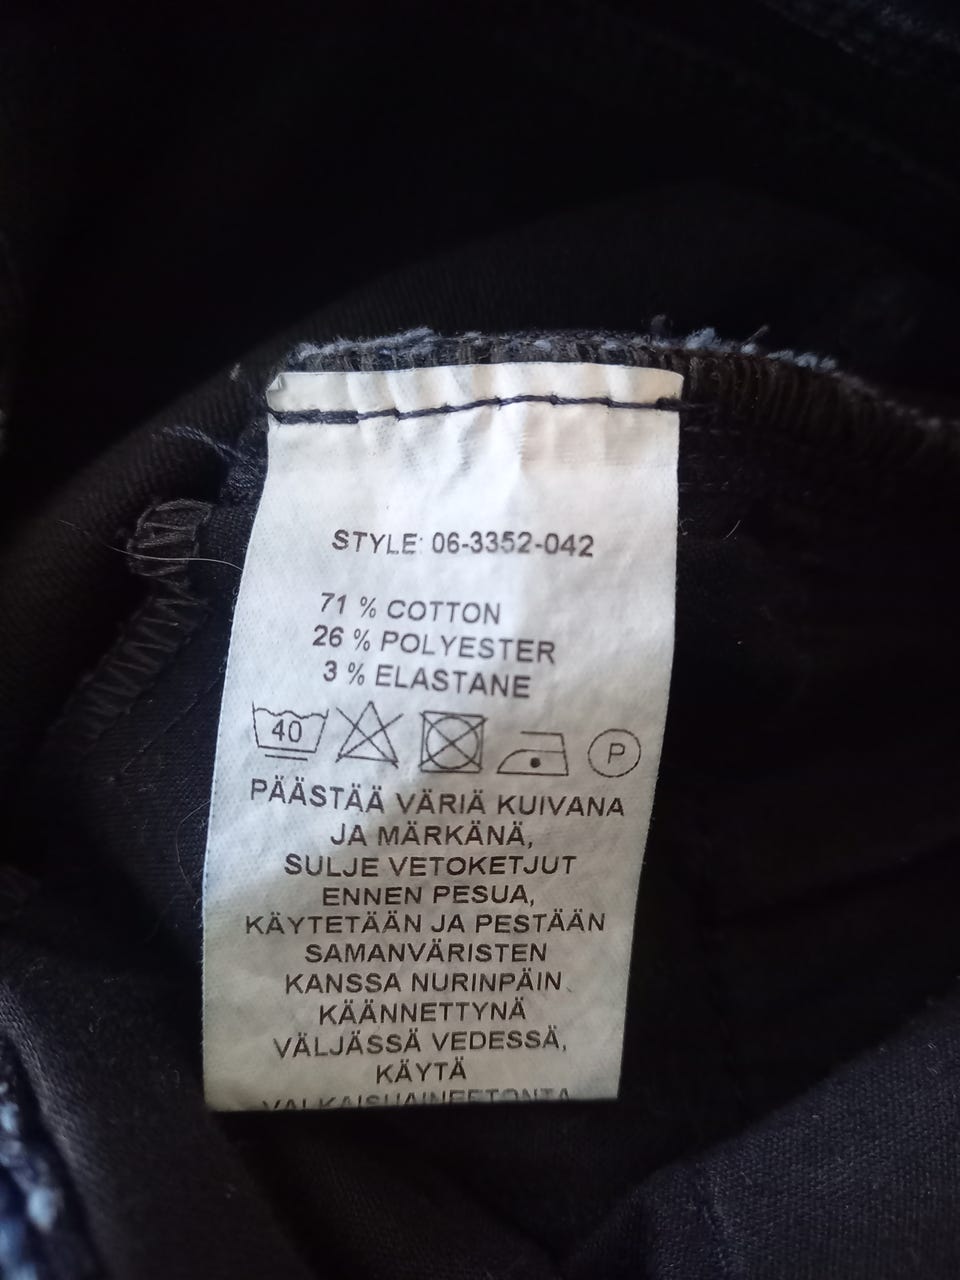 STYLE: 06-3352-042
71 % COTTON
26 % POLYESTER
3 % ELASTANE
40 P
PÄÄSTÄÄ VÄRIÄ KUIVANA
JA MÄRKÄNÄ,
SULJE VETOKETJUT
ENNEN PESUA,
KÄYTETÄÄN JA PESTÄÄN
SAMANVÄRISTEN
KANSSA NURINPÄIN
KÄÄNNETTYNÄ
VÄLJÄSSÄ VEDESSÄ,
KÄYTÄ
VALKAISUAINEETONTA